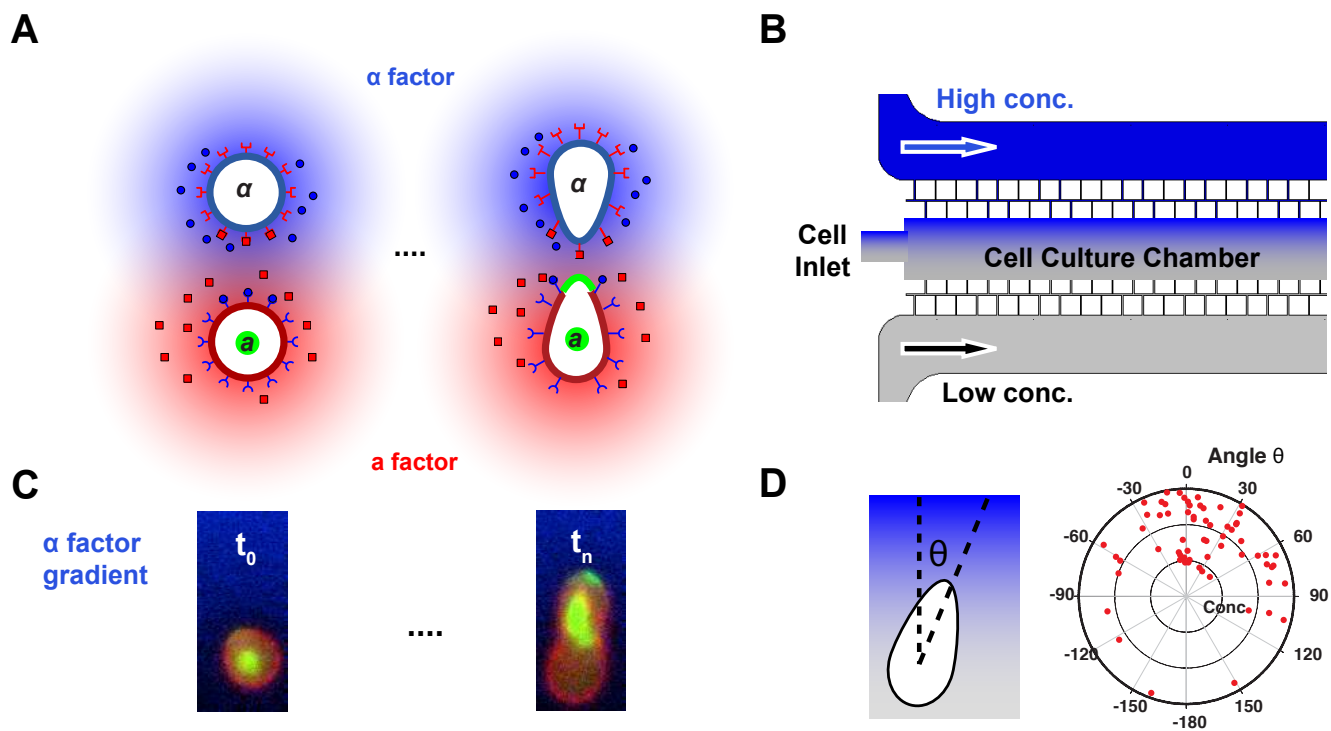 A
α factor
α
α
....
a
a
a factor
B
High conc.
Cell
Inlet
Cell Culture Chamber
Low conc.
C
α factor
gradient
t0
....
tn
D
θ
Angle θ
0
-30
30
-60
60
-90
90
Conc
-120
120
-150
150
-180